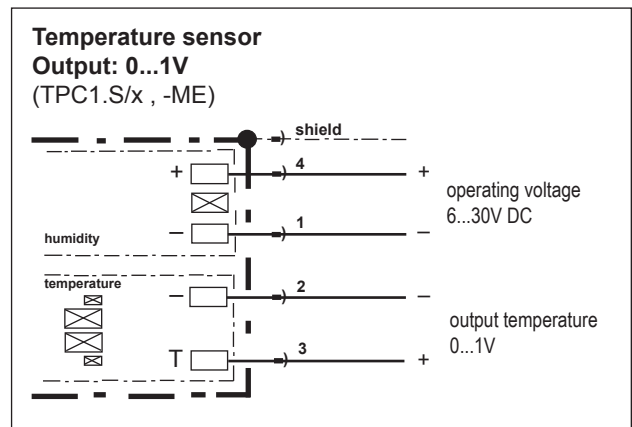 Temperature sensor
Output: 0...1V
(TPC1.S/x , -ME)
shield
+ 4 +
operating voltage
6...30V DC
– 1 –
humidity
temperature
– 2 –
output temperature
0...1V
T 3 +